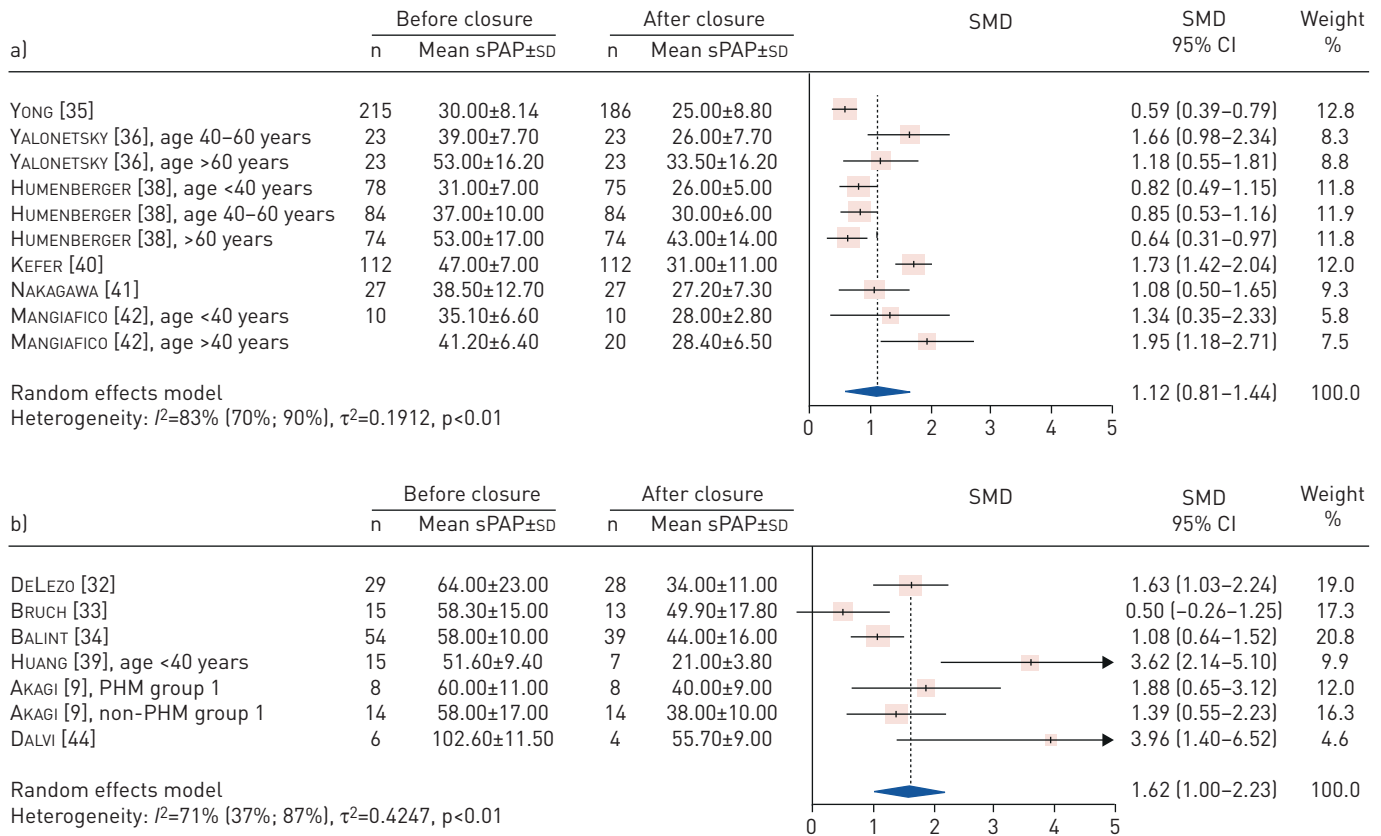 Before closure After closure SMD SMD 95% CI Weight %
a) n Mean sPAP±SD n Mean sPAP±SD
YONG [35] 215 30.00±8.14 186 25.00±8.80 0.59 (0.39–0.79) 12.8
YALONETSKY [36], age 40–60 years 23 39.00±7.70 23 26.00±7.70 1.66 (0.98–2.34) 8.3
YALONETSKY [36], age >60 years 23 53.00±16.20 23 33.50±16.20 1.18 (0.55–1.81) 8.8
HUMENBERGER [38], age <40 years 78 31.00±7.00 75 26.00±5.00 0.82 (0.49–1.15) 11.8
HUMENBERGER [38], age 40–60 years 84 37.00±10.00 84 30.00±6.00 0.85 (0.53–1.16) 11.9
HUMENBERGER [38], >60 years 74 53.00±17.00 74 43.00±14.00 0.64 (0.31–0.97) 11.8
KEFER [40] 112 47.00±7.00 112 31.00±11.00 1.73 (1.42–2.04) 12.0
NAKAGAWA [41] 27 38.50±12.70 27 27.20±7.30 1.08 (0.50–1.65) 9.3
MANGIAFICO [42], age <40 years 10 35.10±6.60 10 28.00±2.80 1.34 (0.35–2.33) 5.8
MANGIAFICO [42], age >40 years 41.20±6.40 20 28.40±6.50 1.95 (1.18–2.71) 7.5
Random effects model 1.12 (0.81–1.44) 100.0
Heterogeneity: I²=83% (70%; 90%), τ²=0.1912, p<0.01
0 1 2 3 4 5
Before closure After closure SMD SMD 95% CI Weight %
b) n Mean sPAP±SD n Mean sPAP±SD
DELEZO [32] 29 64.00±23.00 28 34.00±11.00 1.63 (1.03–2.24) 19.0
BRUCH [33] 15 58.30±15.00 13 49.90±17.80 0.50 (−0.26–1.25) 17.3
BALINT [34] 54 58.00±10.00 39 44.00±16.00 1.08 (0.64–1.52) 20.8
HUANG [39], age <40 years 15 51.60±9.40 7 21.00±3.80 3.62 (2.14–5.10) 9.9
AKAGI [9], PHM group 1 8 60.00±11.00 8 40.00±9.00 1.88 (0.65–3.12) 12.0
AKAGI [9], non-PHM group 1 14 58.00±17.00 14 38.00±10.00 1.39 (0.55–2.23) 16.3
DALVI [44] 6 102.60±11.50 4 55.70±9.00 3.96 (1.40–6.52) 4.6
Random effects model 1.62 (1.00–2.23) 100.0
Heterogeneity: I²=71% (37%; 87%), τ²=0.4247, p<0.01
0 1 2 3 4 5